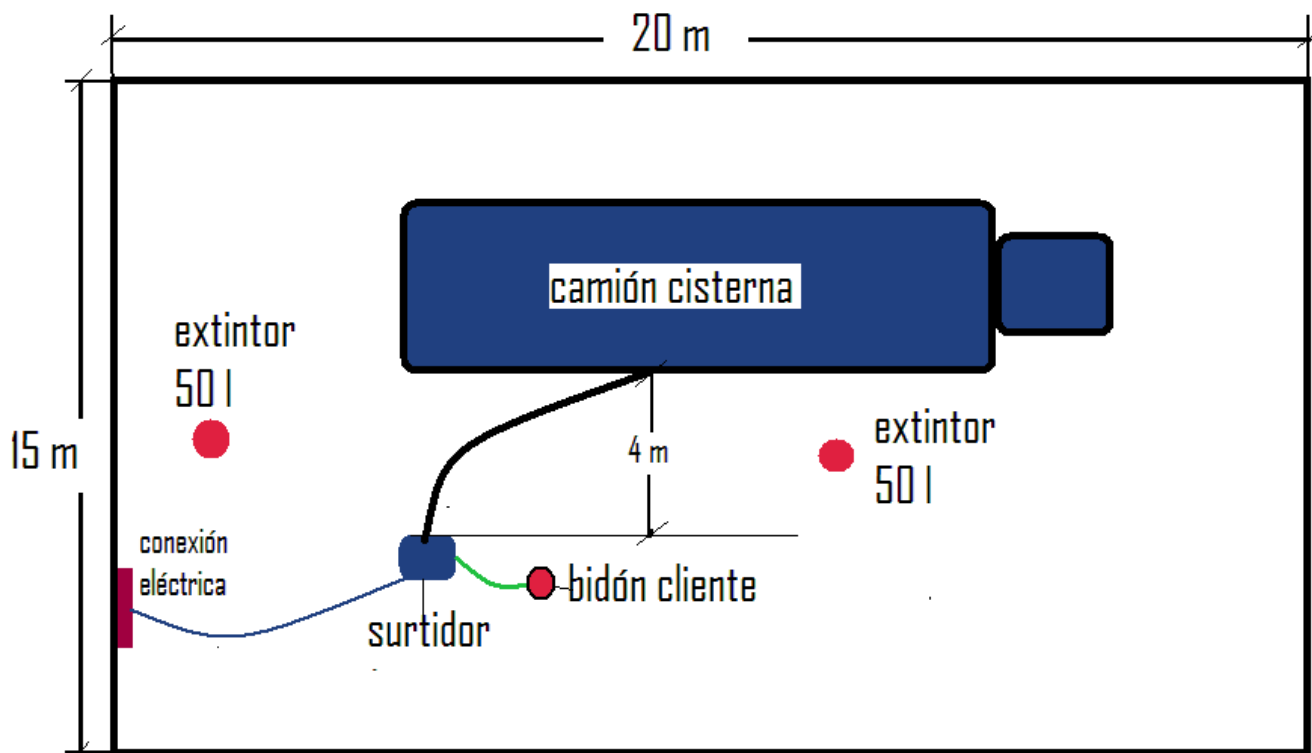 20 m
camión cisterna
extintor
50 l
15 m
4 m
extintor
50 l
conexión
eléctrica
bidón cliente
surtidor